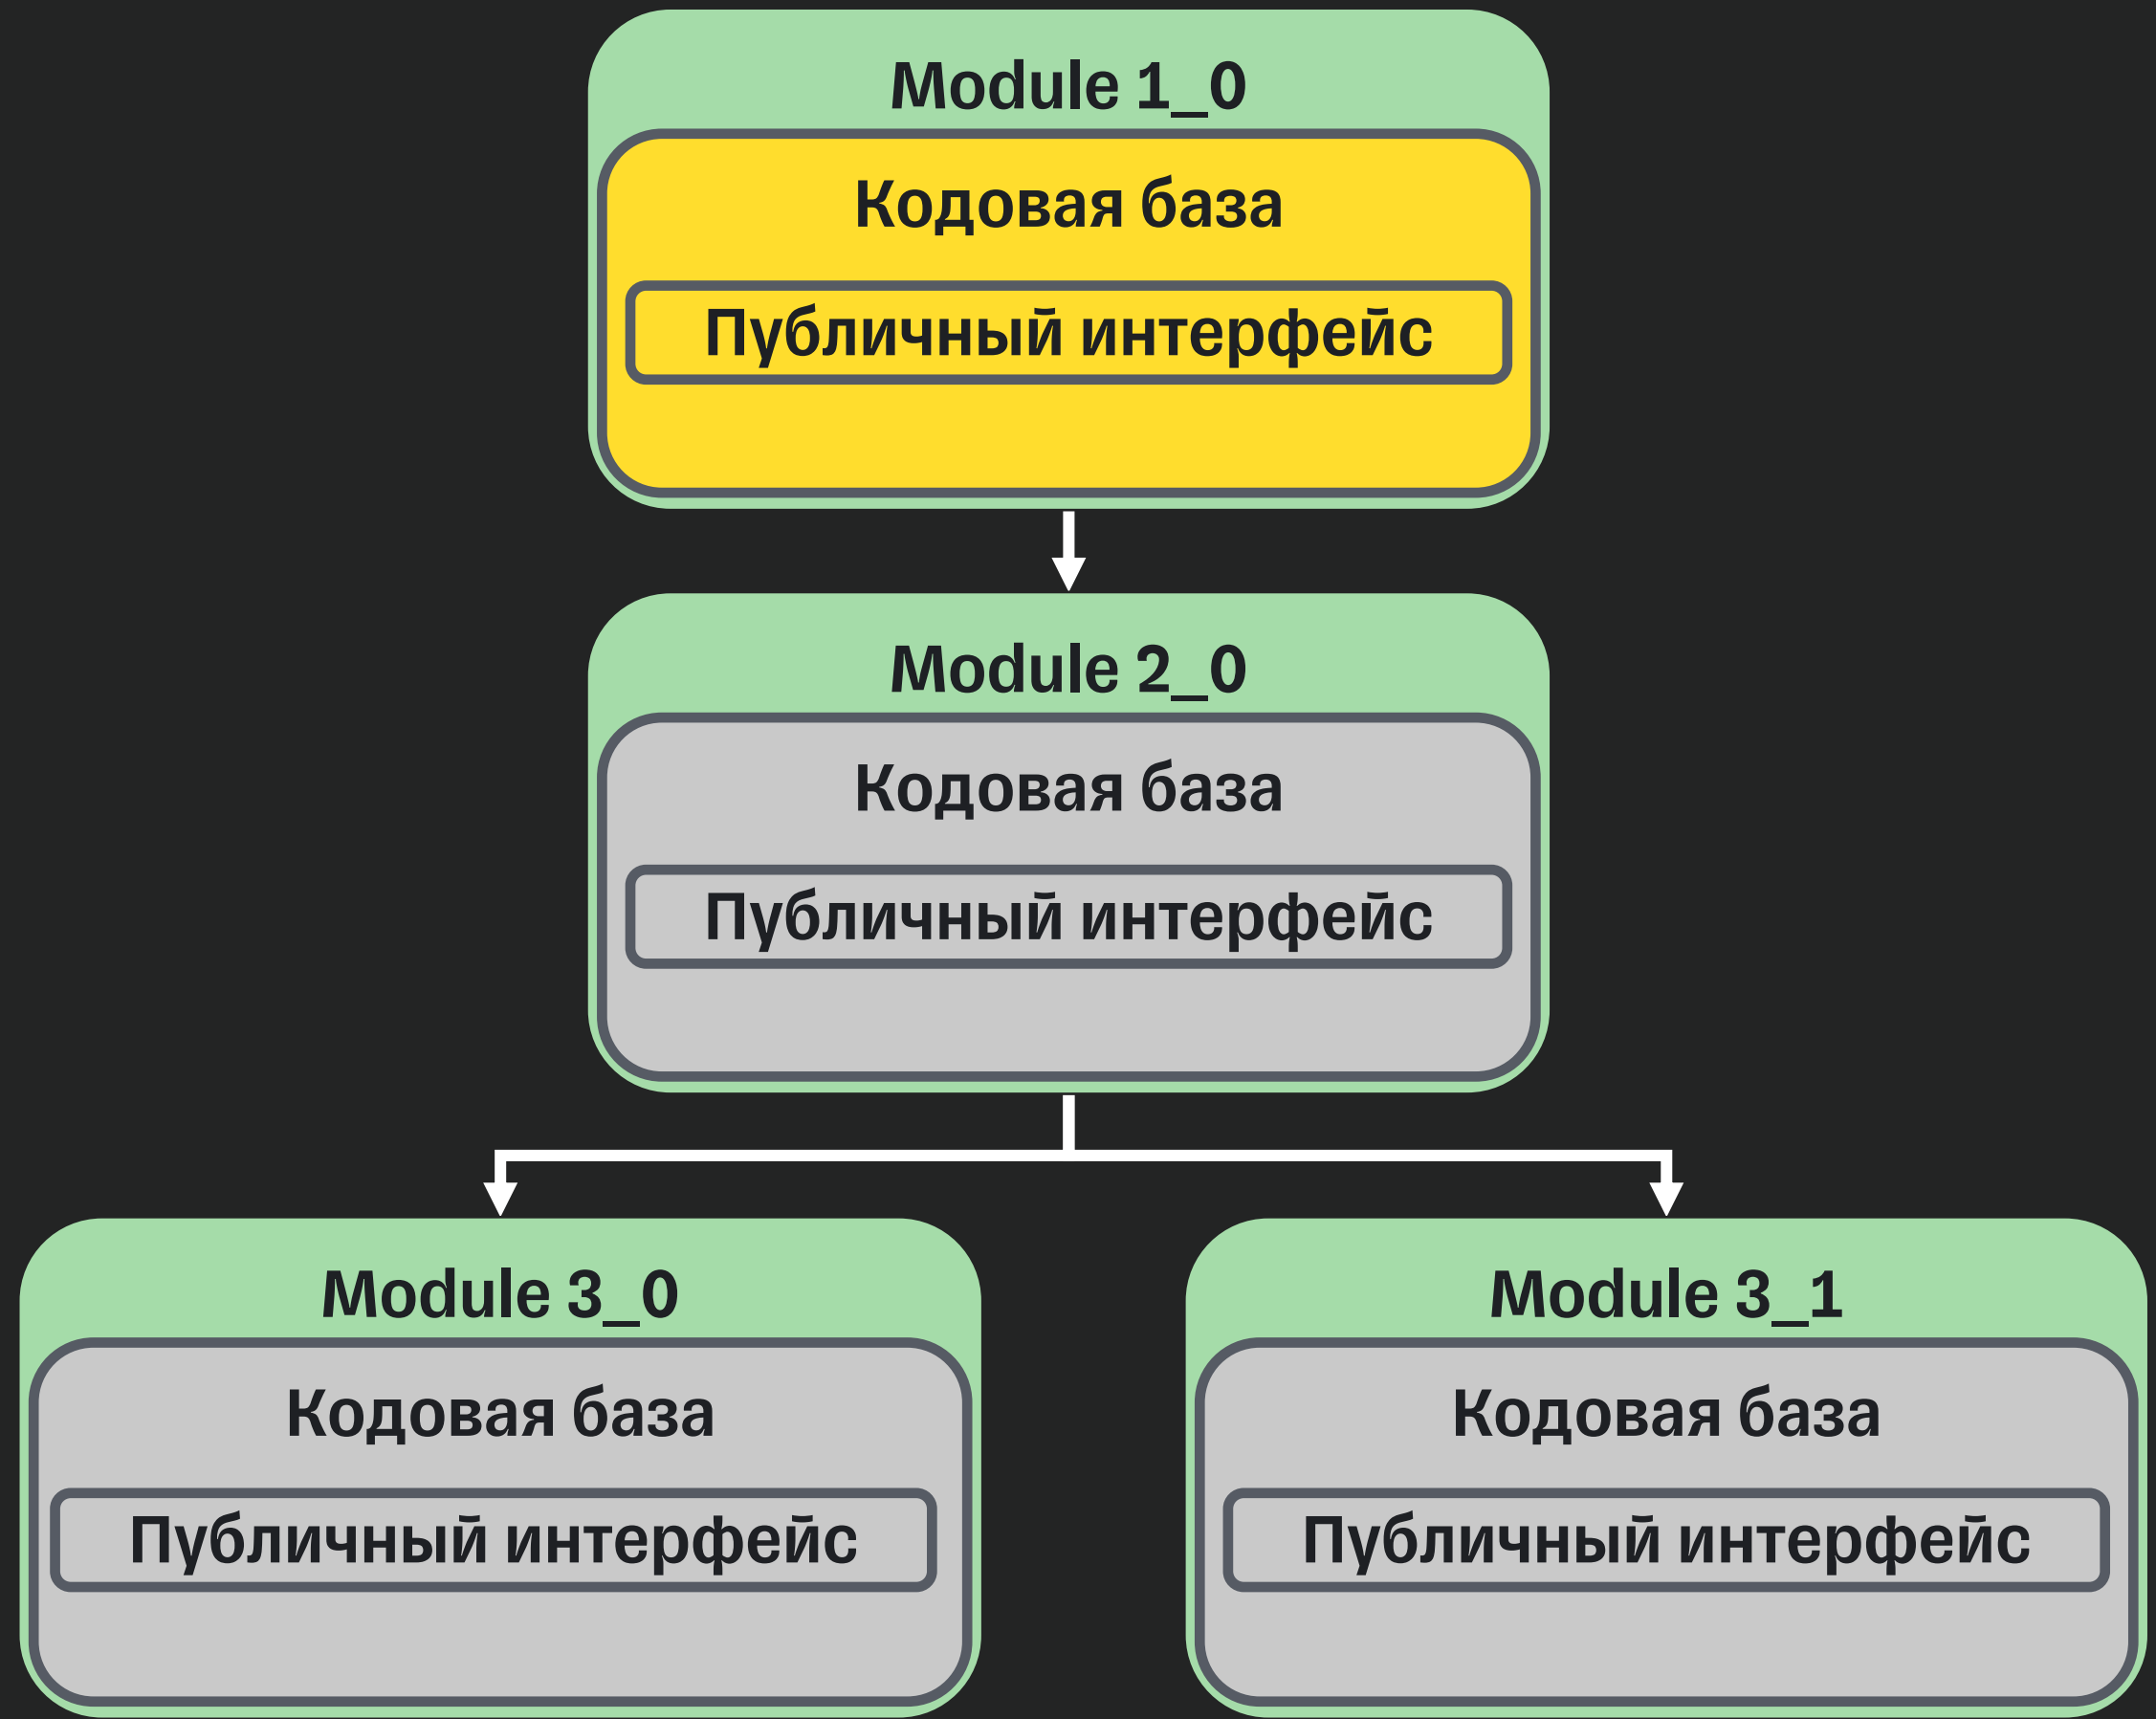 Module 1_0
Кодовая база
Публичный интерфейс
Module 2_0
Кодовая база
Публичный интерфейс
Module 3_0
Кодовая база
Публичный интерфейс
Module 3_1
Кодовая база
Публичный интерфейс